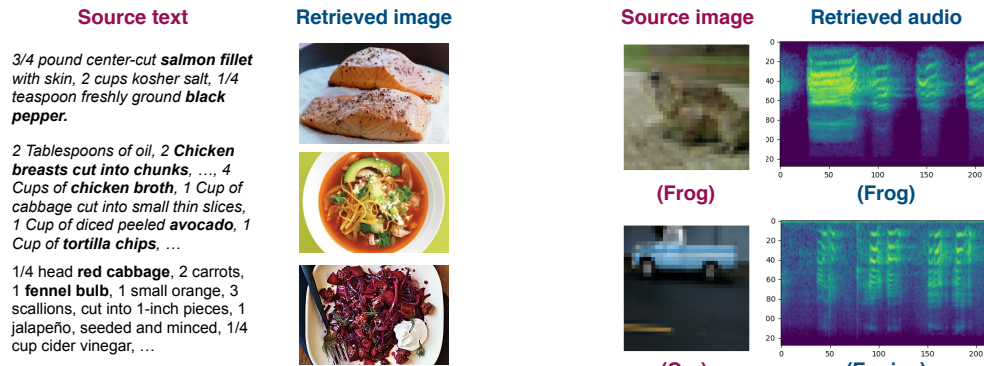 Source text
Retrieved image
3/4 pound center-cut salmon fillet
with skin, 2 cups kosher salt, 1/4
teaspoon freshly ground black
pepper.
2 Tablespoons of oil, 2 Chicken
breasts cut into chunks, …, 4
Cups of chicken broth, 1 Cup of
cabbage cut into small thin slices,
1 Cup of diced peeled avocado, 1
Cup of tortilla chips, …
1/4 head red cabbage, 2 carrots,
1 fennel bulb, 1 small orange, 3
scallions, cut into 1-inch pieces, 1
jalapeño, seeded and minced, 1/4
cup cider vinegar, …
Source image
Retrieved audio
0
20
40
60
80
100
120
0
50
100
150
200
(Frog)
(Frog)
0
20
40
60
80
00
20
0
50
100
150
200